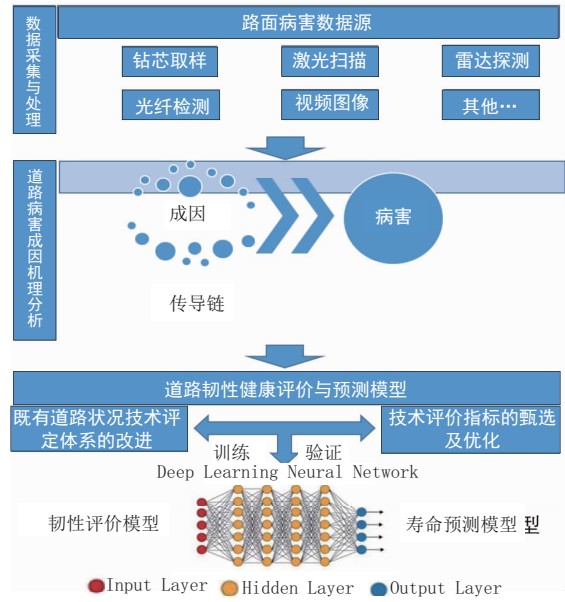 数据采集与处理
路面病害数据源
钻芯取样
激光扫描
雷达探测
光纤检测
视频图像
其他…
道路病害成因机理分析
成因
病害
传导链
道路韧性健康评价与预测模型
既有道路状况技术评
定体系的改进
技术评价指标的甄选
及优化
训练
验证
Deep Learning Neural Network
韧性评价模型
寿命预测模型型
Input Layer
Hidden Layer
Output Layer